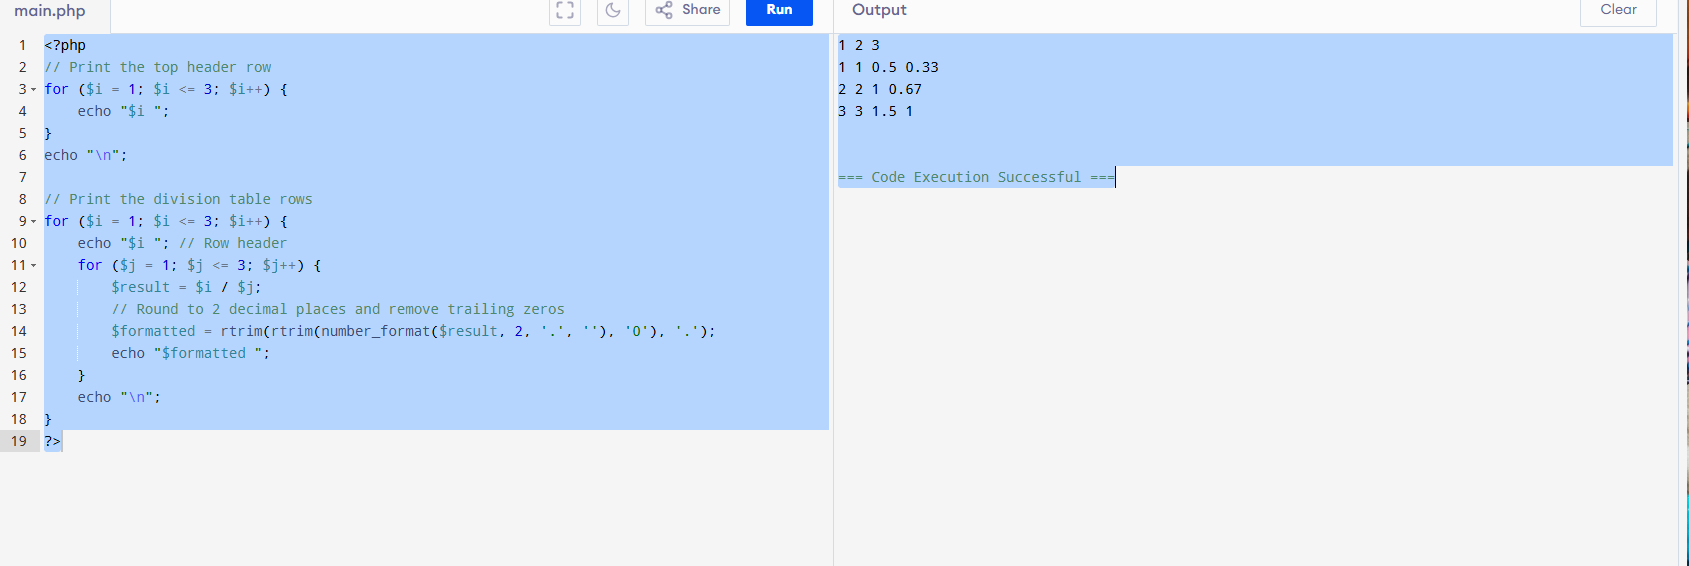 main.php
Share
Run
Output
Clear
1 <?php
2 // Print the top header row
3 for ($i = 1; $i <= 3; $i++) {
4     echo "$i ";
5 }
6 echo "\n";
7
8 // Print the division table rows
9 for ($i = 1; $i <= 3; $i++) {
10     echo "$i "; // Row header
11     for ($j = 1; $j <= 3; $j++) {
12         $result = $i / $j;
13         // Round to 2 decimal places and remove trailing zeros
14         $formatted = rtrim(rtrim(number_format($result, 2, '.', ''), '0'), '.');
15         echo "$formatted ";
16     }
17     echo "\n";
18 }
19 ?>
1 2 3
1 1 0.5 0.33
2 2 1 0.67
3 3 1.5 1
=== Code Execution Successful ===